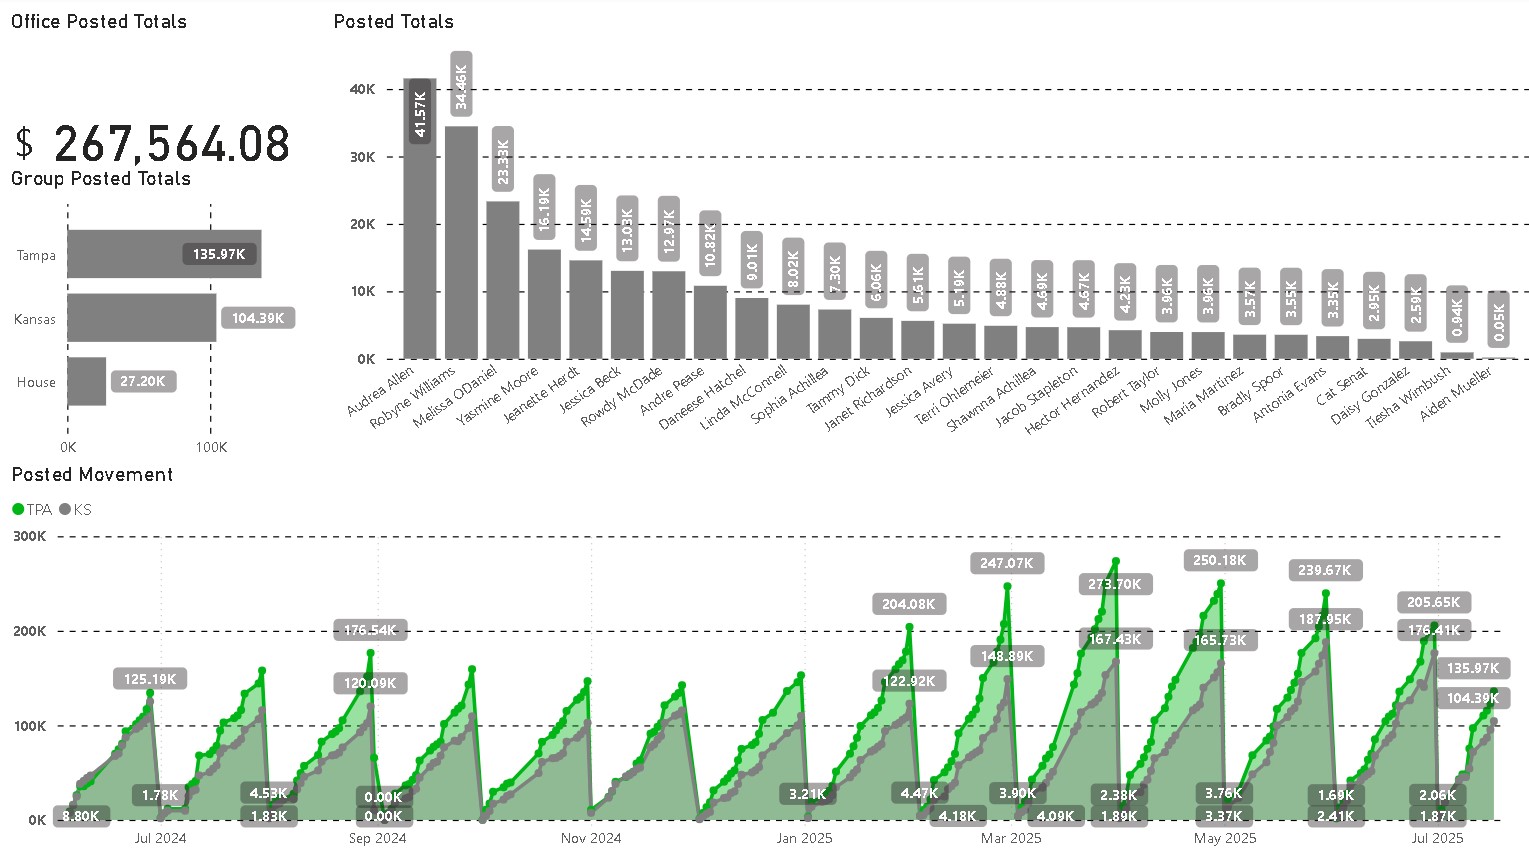 Office Posted Totals
$ 267,564.08
Group Posted Totals
Tampa 135.97K
Kansas 104.39K
House 27.20K
0K 100K
Posted Totals
40K
30K
20K
10K
0K
41.57K 34.46K 23.33K 16.19K 14.59K 13.03K 12.97K 10.82K 9.01K 8.02K 7.30K 6.06K 5.61K 5.19K 4.88K 4.69K 4.67K 4.23K 3.96K 3.96K 3.57K 3.55K 3.35K 2.95K 2.59K 0.94K 0.05K
Audrea Allen
Robyne Williams
Melissa ODaniel
Yasmine Moore
Jeanette Herdt
Jessica Beck
Rowdy McDade
Andre Pease
Daneese Hatchel
Linda McConnell
Sophia Achillea
Tammy Dick
Janet Richardson
Jessica Avery
Terri Ohlemeier
Shawnna Achillea
Jacob Stapleton
Hector Hernandez
Robert Taylor
Molly Jones
Maria Martinez
Bradly Spoor
Antonia Evans
Cat Senat
Daisy Gonzalez
Tiesha Winbush
Aiden Mueller
Posted Movement
TPA KS
300K
200K
100K
0K
125.19K 176.54K 204.08K 247.07K 273.70K 250.18K 239.67K 205.65K 135.97K
120.09K 122.92K 148.89K 167.43K 165.73K 187.95K 176.41K 104.39K
1.78K 4.53K 0.00K 3.21K 4.47K 3.90K 2.38K 3.76K 1.69K 2.06K
8.80K 1.83K 0.00K 4.18K 4.09K 1.89K 3.37K 2.41K 1.87K
Jul 2024 Sep 2024 Nov 2024 Jan 2025 Mar 2025 May 2025 Jul 2025